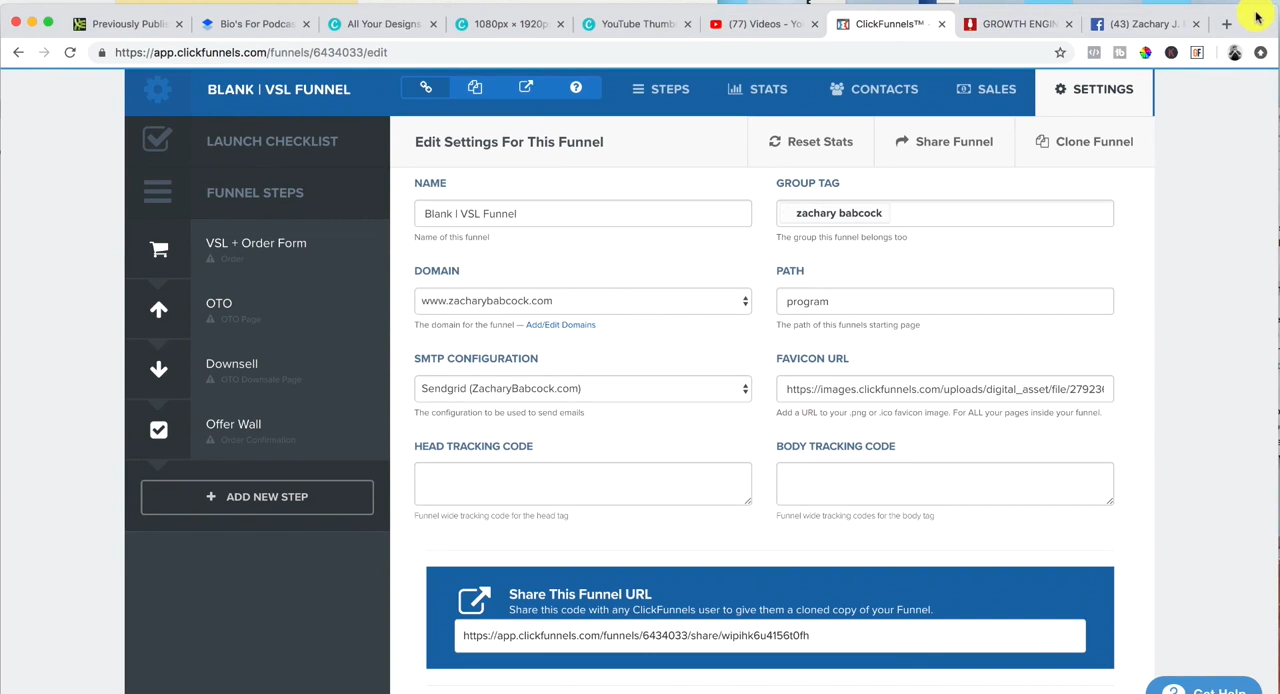 Previously Publis
Bio's For Podcas
All Your Designs
1080px × 1920p
YouTube Thumb
(77) Videos - Yo
ClickFunnels™
GROWTH ENGIN
(43) Zachary J.
https://app.clickfunnels.com/funnels/6434033/edit
BLANK | VSL FUNNEL
STEPS
STATS
CONTACTS
SALES
SETTINGS
LAUNCH CHECKLIST
Edit Settings For This Funnel
Reset Stats
Share Funnel
Clone Funnel
FUNNEL STEPS
VSL + Order Form
Order
OTO
OTO Page
Downsell
OTO Downsale Page
Offer Wall
Order Confirmation
+ ADD NEW STEP
NAME
Blank | VSL Funnel
Name of this funnel
GROUP TAG
zachary babcock
The group this funnel belongs too
DOMAIN
www.zacharybabcock.com
The domain for the funnel — Add/Edit Domains
PATH
program
The path of this funnels starting page
SMTP CONFIGURATION
Sendgrid (ZacharyBabcock.com)
The configuration to be used to send emails
FAVICON URL
https://images.clickfunnels.com/uploads/digital_asset/file/27923
Add a URL to your .png or .ico favicon image. For ALL your pages inside your funnel.
HEAD TRACKING CODE
Funnel wide tracking code for the head tag
BODY TRACKING CODE
Funnel wide tracking codes for the body tag
Share This Funnel URL
Share this code with any ClickFunnels user to give them a cloned copy of your Funnel.
https://app.clickfunnels.com/funnels/6434033/share/wipihk6u4156t0fh
? Get Help